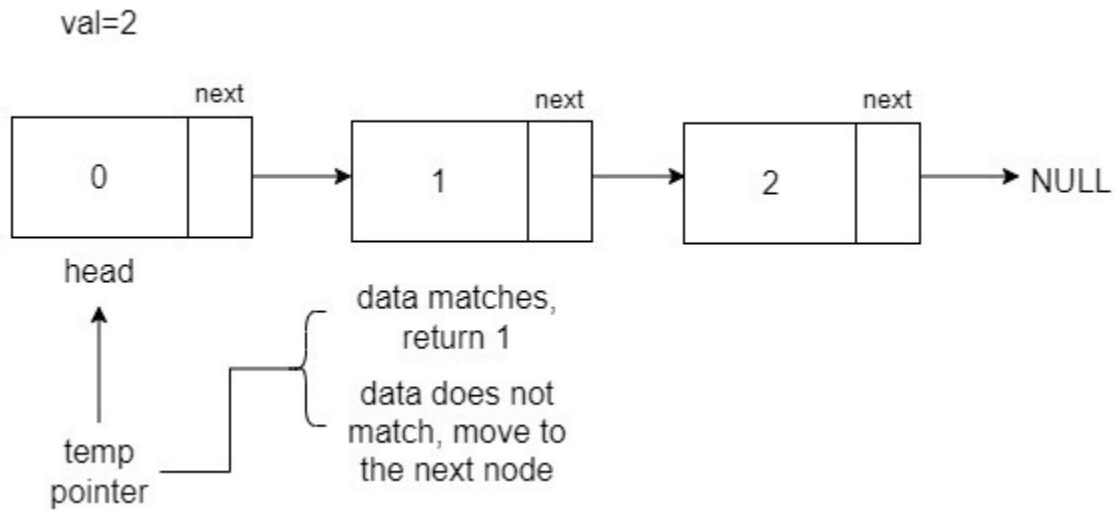 val=2
next
next
next
0
1
2
NULL
head
data matches,
return 1
data does not
match, move to
the next node
temp
pointer